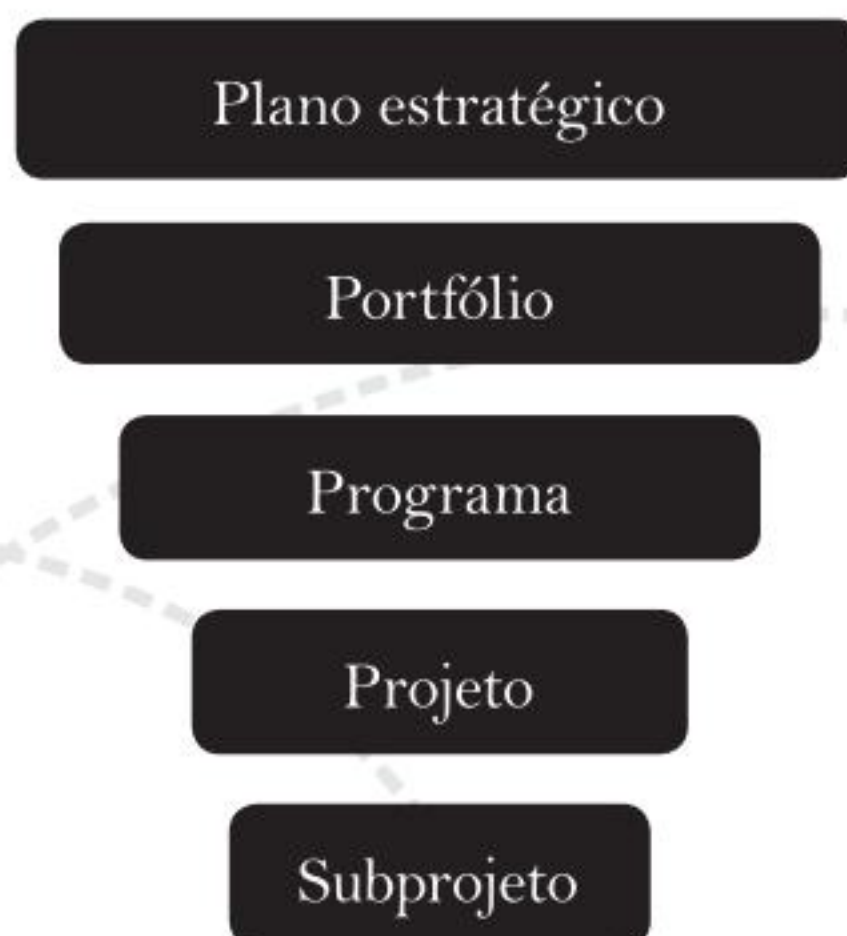 Plano estratégico
Portfólio
Programa
Projeto
Subprojeto